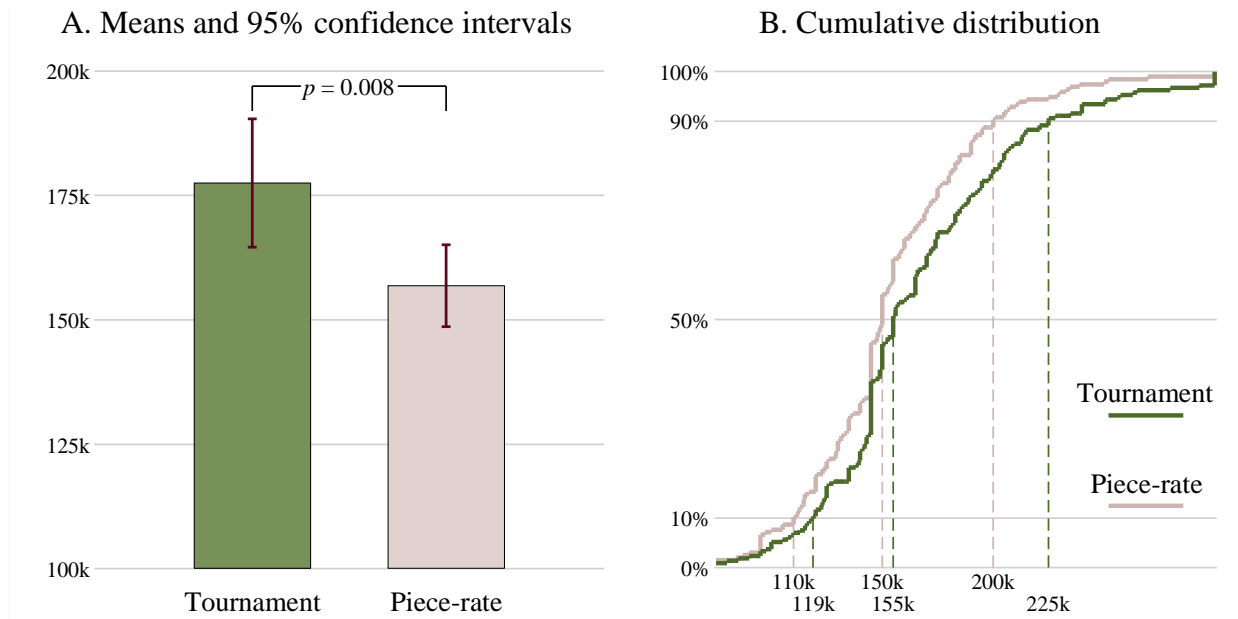 A. Means and 95% confidence intervals
200k
p = 0.008
175k
150k
125k
100k
Tournament
Piece-rate
B. Cumulative distribution
100%
90%
50%
10%
0%
Tournament
Piece-rate
110k
150k
200k
119k
155k
225k